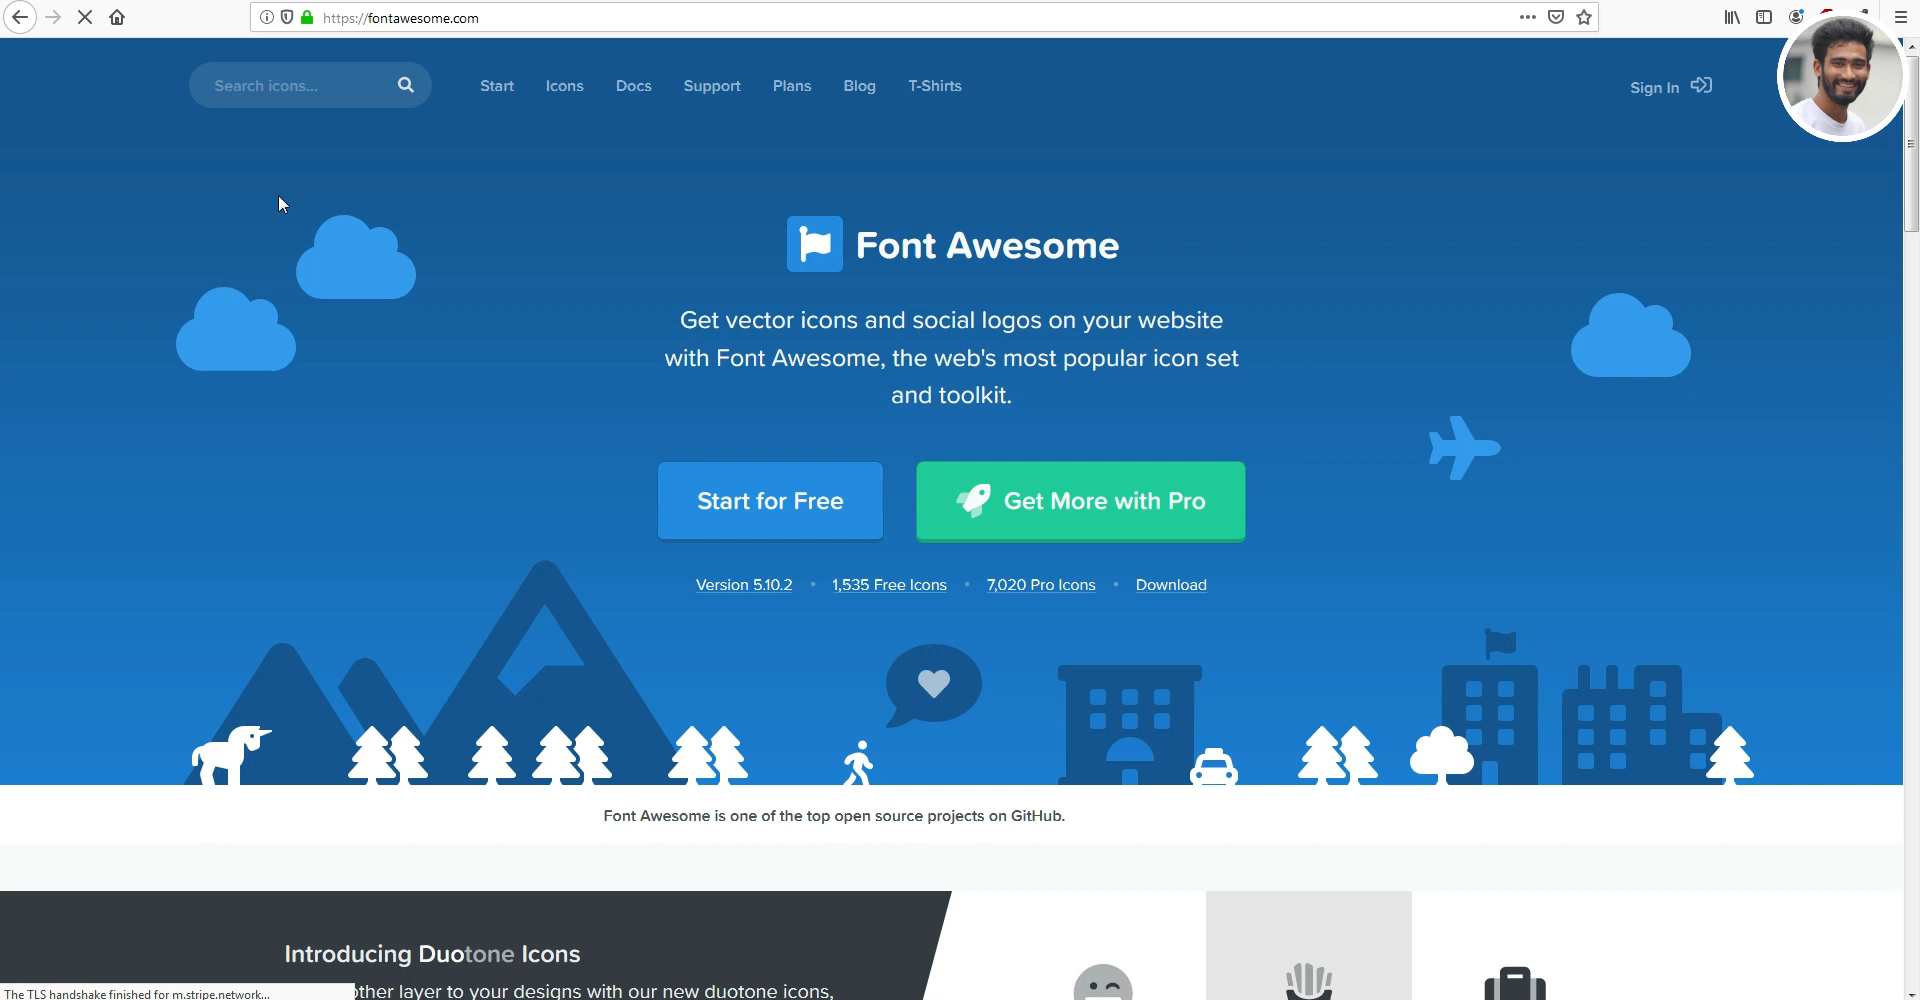 https://fontawesome.com
Search icons...
Start
Icons
Docs
Support
Plans
Blog
T-Shirts
Sign In
Font Awesome
Get vector icons and social logos on your website
with Font Awesome, the web's most popular icon set
and toolkit.
Start for Free
Get More with Pro
Version 5.10.2
1,535 Free Icons
7,020 Pro Icons
Download
Font Awesome is one of the top open source projects on GitHub.
Introducing Duotone Icons
other layer to your designs with our new duotone icons,
The TLS handshake finished for m.stripe.network...